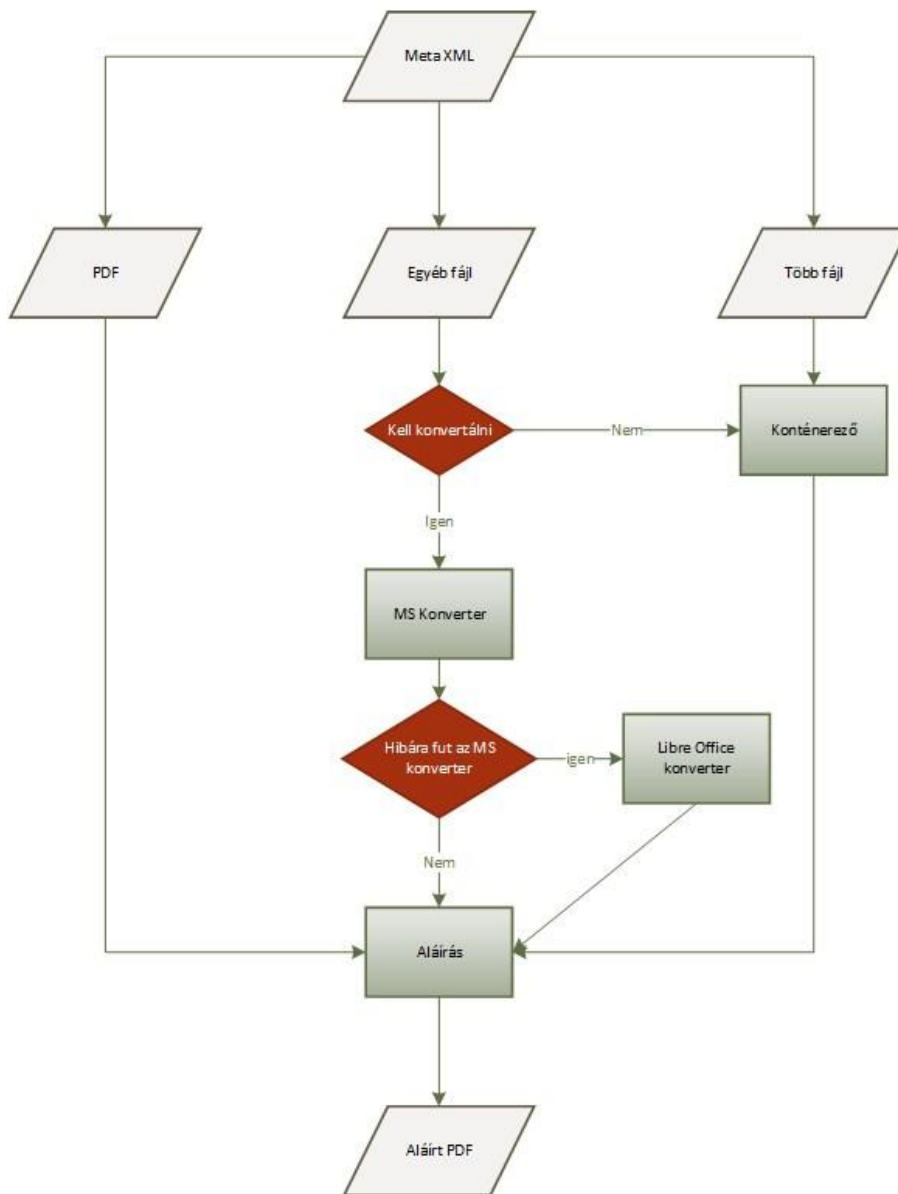 Meta XML
PDF
Egyéb fájl
Több fájl
Kell konvertálni
Nem
Konténerező
Igen
MS Konverter
Hibára fut az MS
konverter
igen
Libre Office
konverter
Nem
Aláírás
Aláírt PDF